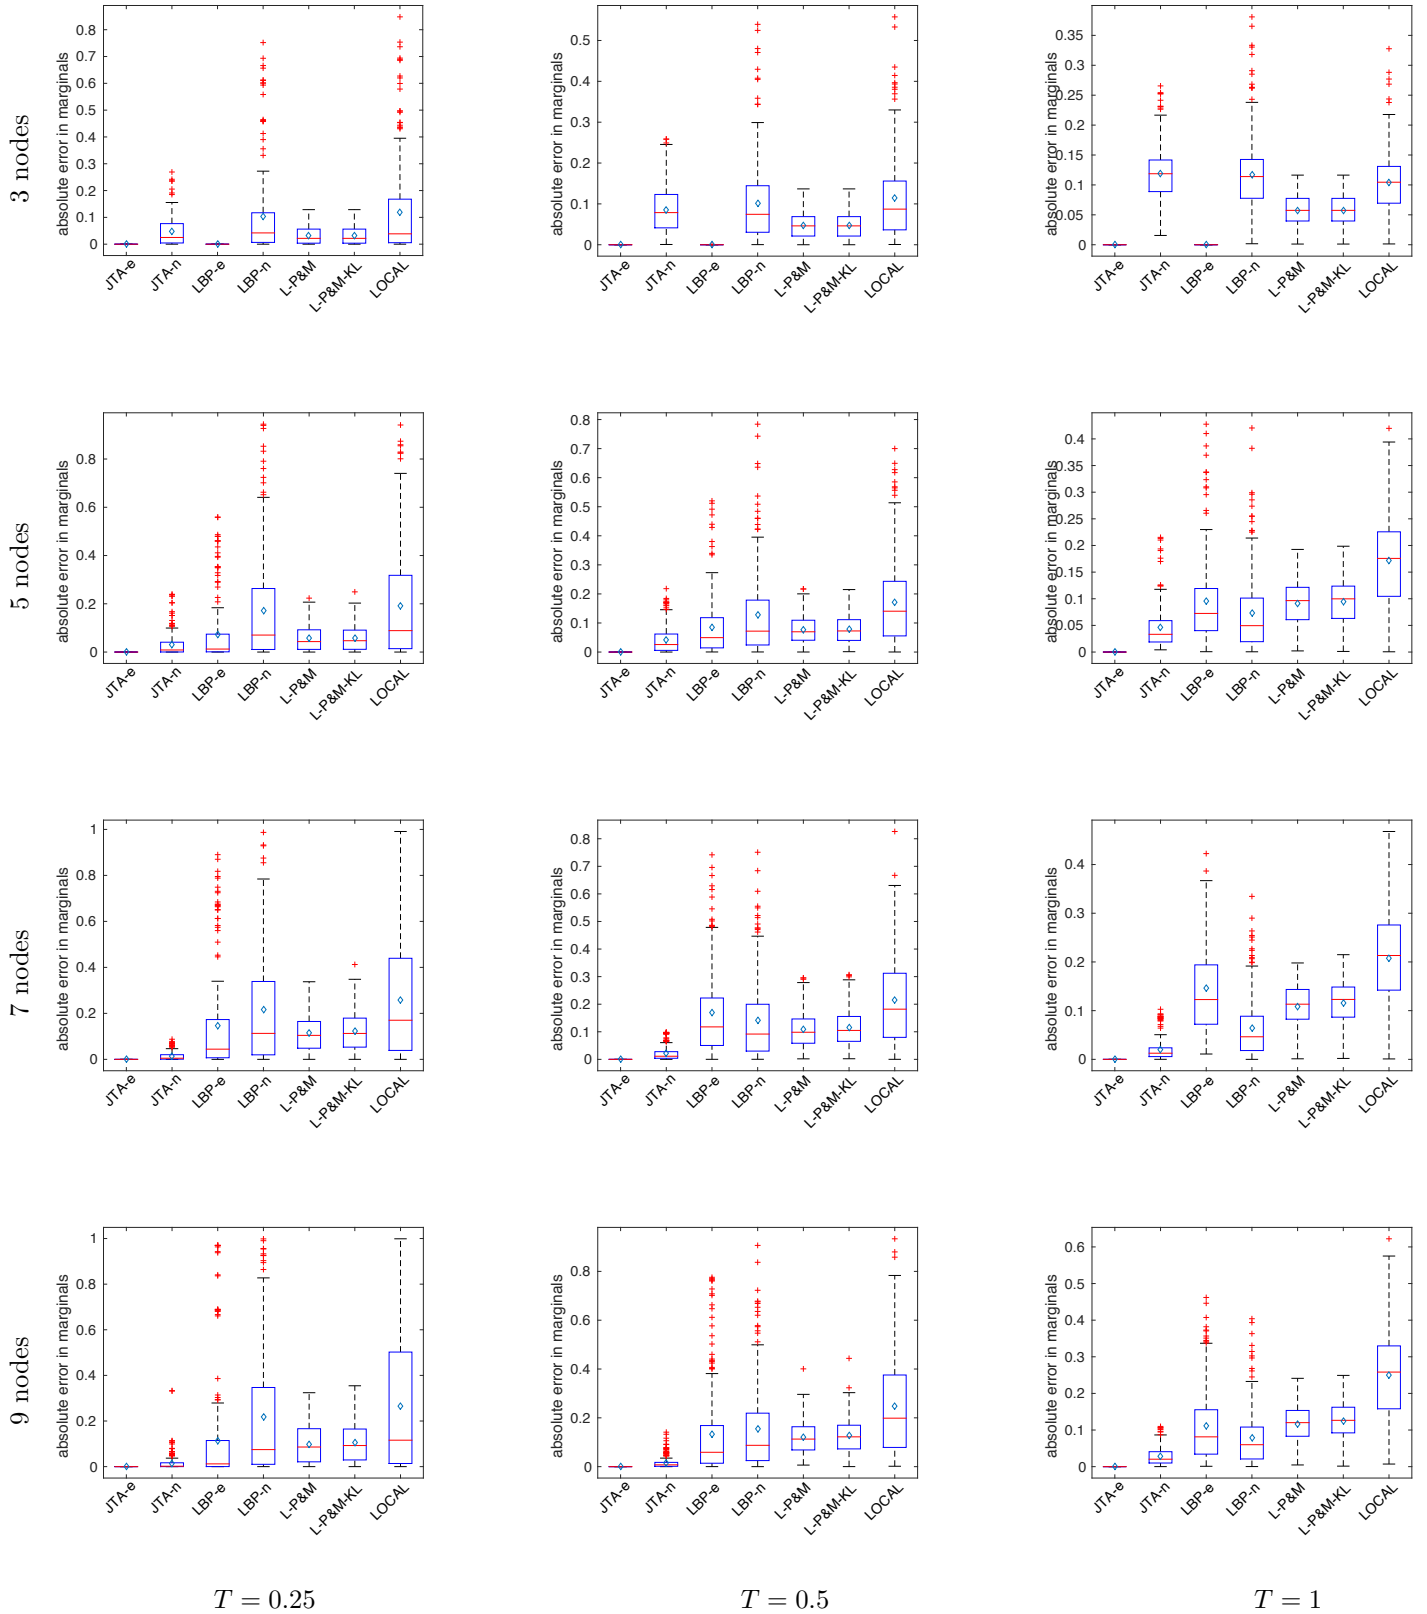 3 nodes
absolute error in marginals
0.8
0.7
0.6
0.5
0.4
0.3
0.2
0.1
0
JTA-e
JTA-n
LBP-e
LBP-n
L-P&M
L-P&M-KL
LOCAL
absolute error in marginals
0.5
0.4
0.3
0.2
0.1
0
JTA-e
JTA-n
LBP-e
LBP-n
L-P&M
L-P&M-KL
LOCAL
absolute error in marginals
0.35
0.3
0.25
0.2
0.15
0.1
0.05
0
JTA-e
JTA-n
LBP-e
LBP-n
L-P&M
L-P&M-KL
LOCAL
5 nodes
absolute error in marginals
0.8
0.6
0.4
0.2
0
JTA-e
JTA-n
LBP-e
LBP-n
L-P&M
L-P&M-KL
LOCAL
absolute error in marginals
0.8
0.7
0.6
0.5
0.4
0.3
0.2
0.1
0
JTA-e
JTA-n
LBP-e
LBP-n
L-P&M
L-P&M-KL
LOCAL
absolute error in marginals
0.4
0.35
0.3
0.25
0.2
0.15
0.1
0.05
0
JTA-e
JTA-n
LBP-e
LBP-n
L-P&M
L-P&M-KL
LOCAL
7 nodes
absolute error in marginals
1
0.8
0.6
0.4
0.2
0
JTA-e
JTA-n
LBP-e
LBP-n
L-P&M
L-P&M-KL
LOCAL
absolute error in marginals
0.8
0.7
0.6
0.5
0.4
0.3
0.2
0.1
0
JTA-e
JTA-n
LBP-e
LBP-n
L-P&M
L-P&M-KL
LOCAL
absolute error in marginals
0.4
0.3
0.2
0.1
0
JTA-e
JTA-n
LBP-e
LBP-n
L-P&M
L-P&M-KL
LOCAL
9 nodes
absolute error in marginals
1
0.8
0.6
0.4
0.2
0
JTA-e
JTA-n
LBP-e
LBP-n
L-P&M
L-P&M-KL
LOCAL
absolute error in marginals
0.8
0.6
0.4
0.2
0
JTA-e
JTA-n
LBP-e
LBP-n
L-P&M
L-P&M-KL
LOCAL
absolute error in marginals
0.6
0.5
0.4
0.3
0.2
0.1
0
JTA-e
JTA-n
LBP-e
LBP-n
L-P&M
L-P&M-KL
LOCAL
T = 0.25
T = 0.5
T = 1